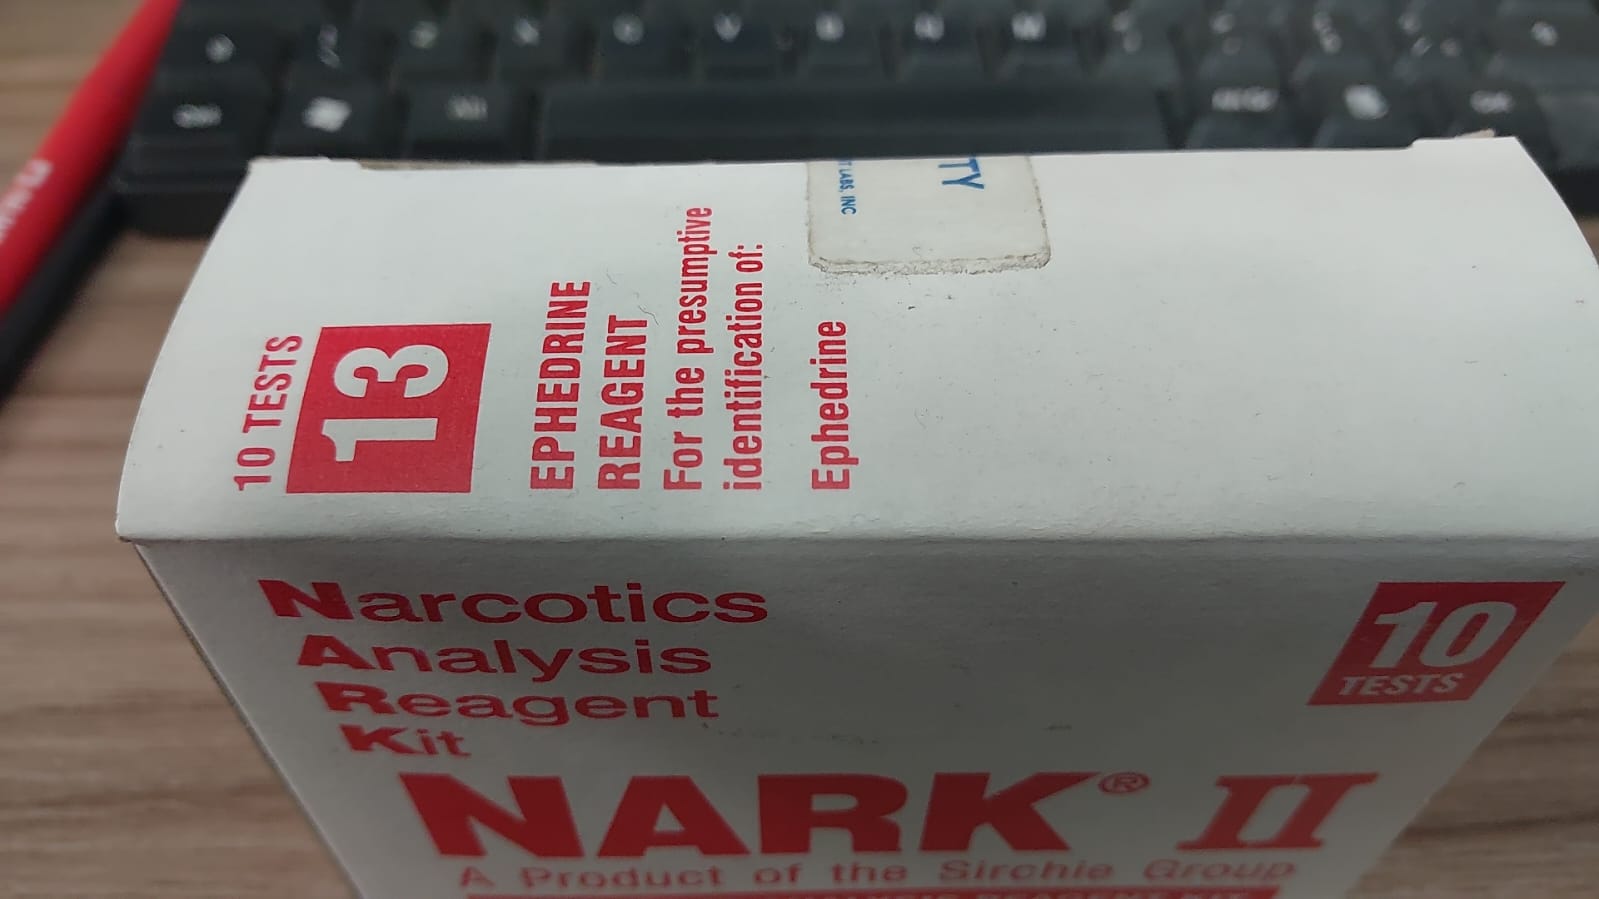 10 TESTS
13
EPHEDRINE
REAGENT
For the presumptive
identification of:
Ephedrine
TY
LABS, INC
Narcotics
Analysis
Reagent
Kit
10
TESTS
NARK® II
A Product of the Sirchie Group